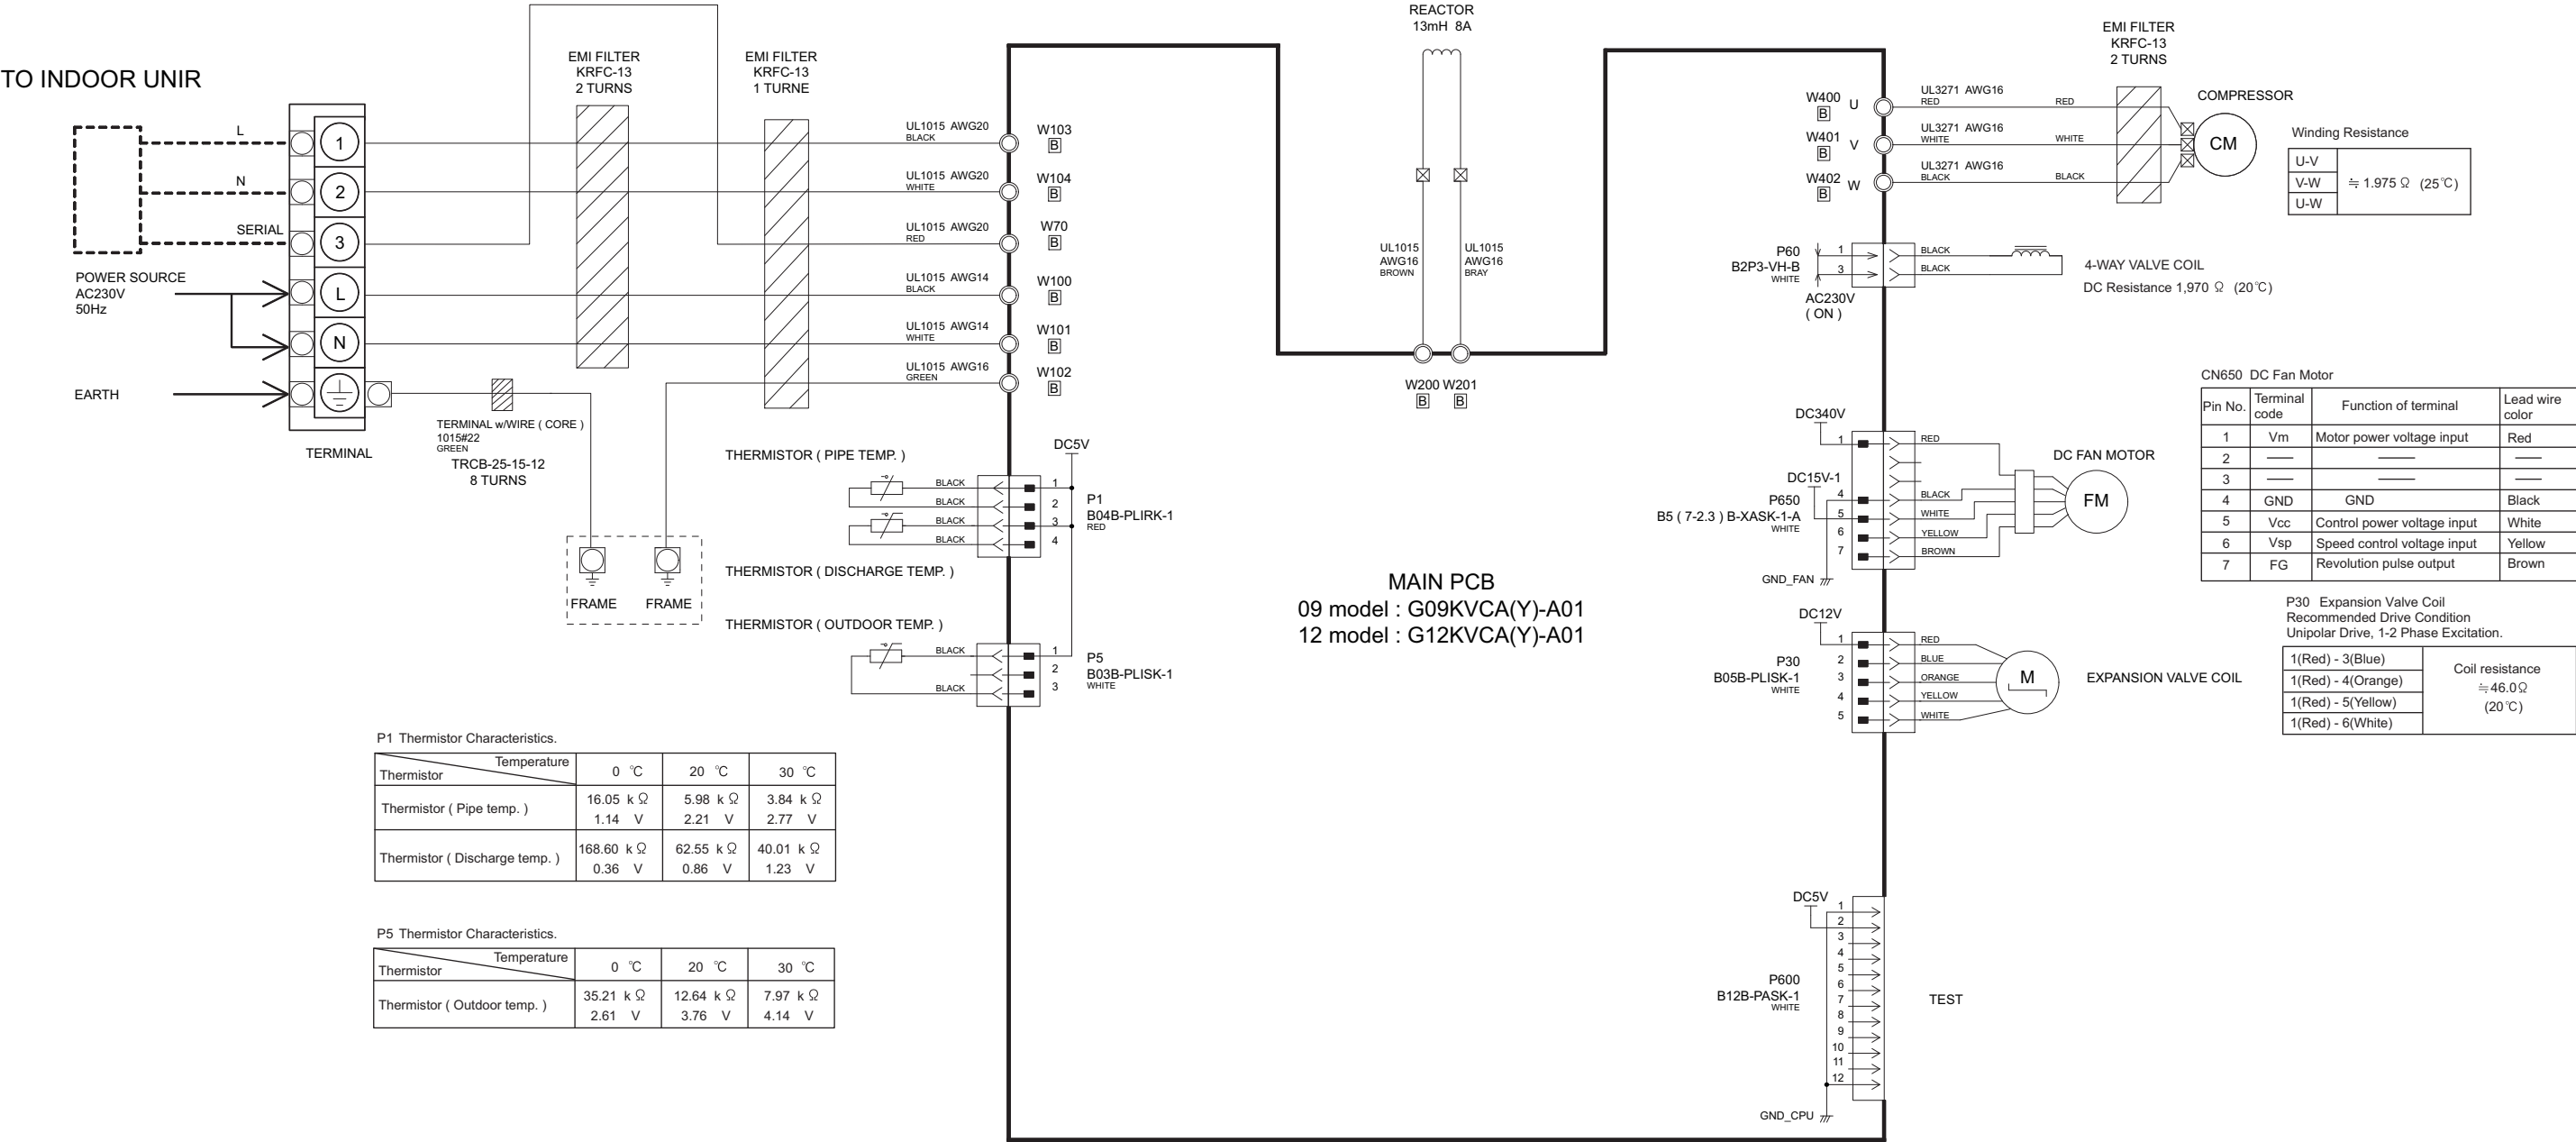 TO INDOOR UNIR
L
N
SERIAL
POWER SOURCE
AC230V
50Hz
EARTH
1
2
3
L
N
TERMINAL
EMI FILTER
KRFC-13
2 TURNS
EMI FILTER
KRFC-13
1 TURNE
TERMINAL w/WIRE ( CORE )
1015#22
GREEN
TRCB-25-15-12
8 TURNS
FRAME
FRAME
UL1015 AWG20
BLACK
W103
B
UL1015 AWG20
WHITE
W104
B
UL1015 AWG20
RED
W70
B
UL1015 AWG14
BLACK
W100
B
UL1015 AWG14
WHITE
W101
B
UL1015 AWG16
GREEN
W102
B
THERMISTOR ( PIPE TEMP. )
BLACK
BLACK
BLACK
BLACK
THERMISTOR ( DISCHARGE TEMP. )
DC5V
1
2
3
4
P1
B04B-PLIRK-1
RED
THERMISTOR ( OUTDOOR TEMP. )
BLACK
BLACK
1
2
3
P5
B03B-PLISK-1
WHITE
REACTOR
13mH 8A
UL1015
AWG16
BROWN
UL1015
AWG16
BRAY
W200 W201
B B
MAIN PCB
09 model : G09KVCA(Y)-A01
12 model : G12KVCA(Y)-A01
W400
B
U
UL3271 AWG16
RED
RED
W401
B
V
UL3271 AWG16
WHITE
WHITE
W402
B
W
UL3271 AWG16
BLACK
BLACK
EMI FILTER
KRFC-13
2 TURNS
COMPRESSOR
CM
Winding Resistance
U-V
V-W
U-W
≒ 1.975 Ω (25℃)
P60
B2P3-VH-B
WHITE
1
3
AC230V
( ON )
BLACK
BLACK
4-WAY VALVE COIL
DC Resistance 1,970 Ω (20℃)
DC340V
1
DC15V-1
P650
B5 ( 7-2.3 ) B-XASK-1-A
WHITE
4
5
6
7
GND_FAN
RED
BLACK
WHITE
YELLOW
BROWN
DC FAN MOTOR
FM
CN650 DC Fan Motor
Pin No. Terminal code Function of terminal Lead wire color
1 Vm Motor power voltage input Red
2 — — —
3 — — —
4 GND GND Black
5 Vcc Control power voltage input White
6 Vsp Speed control voltage input Yellow
7 FG Revolution pulse output Brown
DC12V
P30
B05B-PLISK-1
WHITE
1
2
3
4
5
RED
BLUE
ORANGE
YELLOW
WHITE
M
EXPANSION VALVE COIL
P30 Expansion Valve Coil
Recommended Drive Condition
Unipolar Drive, 1-2 Phase Excitation.
1(Red) - 3(Blue)
1(Red) - 4(Orange)
1(Red) - 5(Yellow)
1(Red) - 6(White)
Coil resistance
≒46.0Ω
(20℃)
P1 Thermistor Characteristics.
Temperature
Thermistor
0 ℃ 20 ℃ 30 ℃
Thermistor ( Pipe temp. )
16.05 k Ω 5.98 k Ω 3.84 k Ω
1.14 V 2.21 V 2.77 V
Thermistor ( Discharge temp. )
168.60 k Ω 62.55 k Ω 40.01 k Ω
0.36 V 0.86 V 1.23 V
P5 Thermistor Characteristics.
Temperature
Thermistor
0 ℃ 20 ℃ 30 ℃
Thermistor ( Outdoor temp. )
35.21 k Ω 12.64 k Ω 7.97 k Ω
2.61 V 3.76 V 4.14 V
DC5V
1
2
3
4
5
6
7
8
9
10
11
12
P600
B12B-PASK-1
WHITE
GND_CPU
TEST